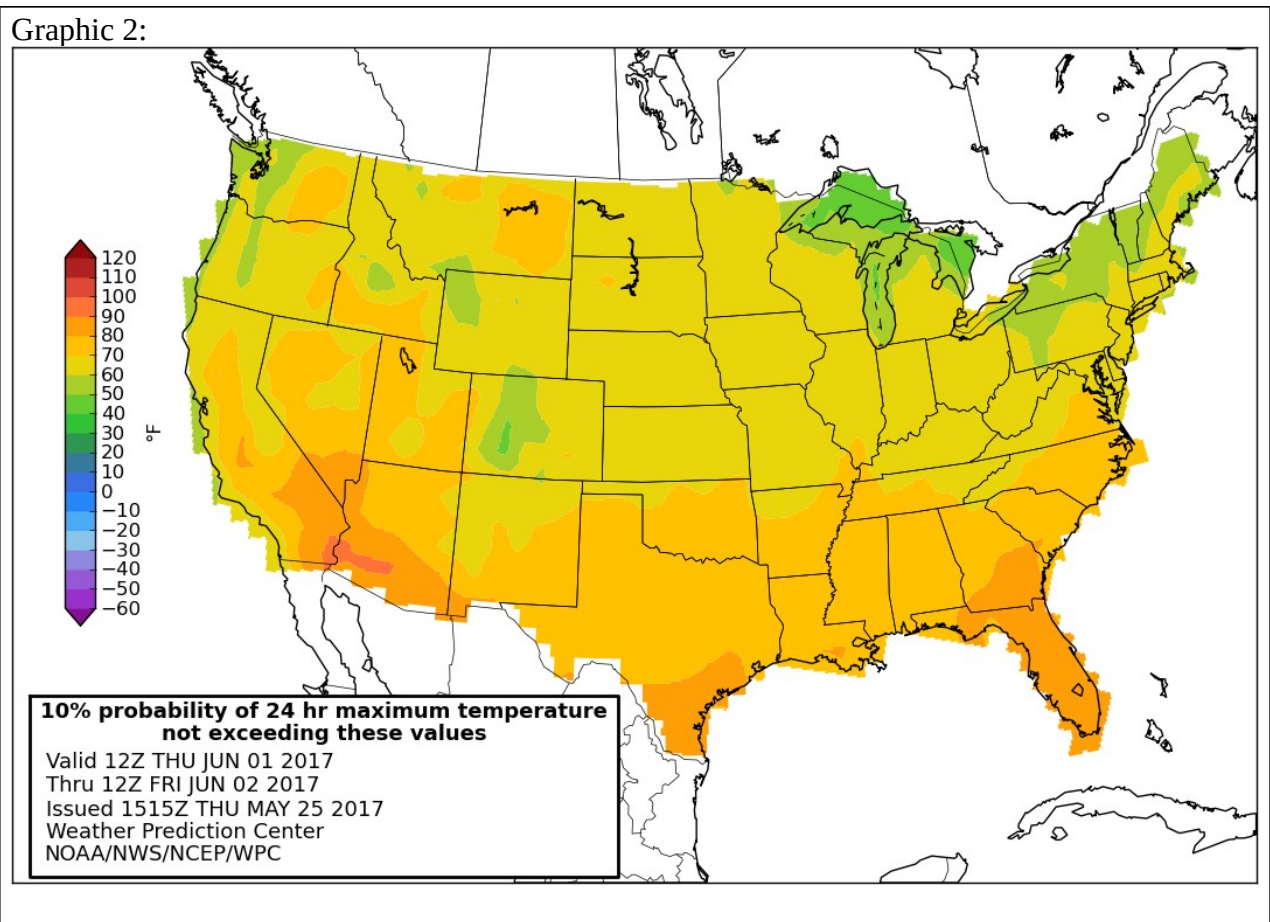 Graphic 2:
120
110
100
90
80
70
60
50
40
30
20
10
0
−10
−20
−30
−40
−50
−60
°F
10% probability of 24 hr maximum temperature
not exceeding these values
Valid 12Z THU JUN 01 2017
Thru 12Z FRI JUN 02 2017
Issued 1515Z THU MAY 25 2017
Weather Prediction Center
NOAA/NWS/NCEP/WPC